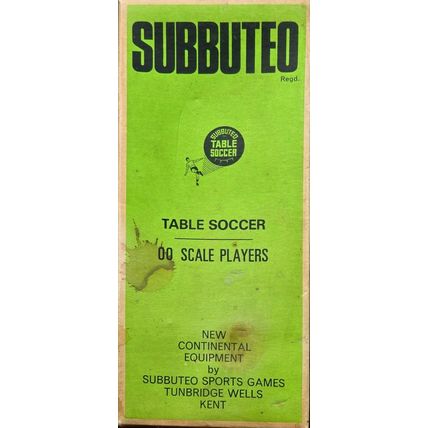 SUBBUTEO
Regd.
SUBBUTEO
TABLE
SOCCER
TABLE SOCCER
OO SCALE PLAYERS
NEW
CONTINENTAL
EQUIPMENT
by
SUBBUTEO SPORTS GAMES
TUNBRIDGE WELLS
KENT